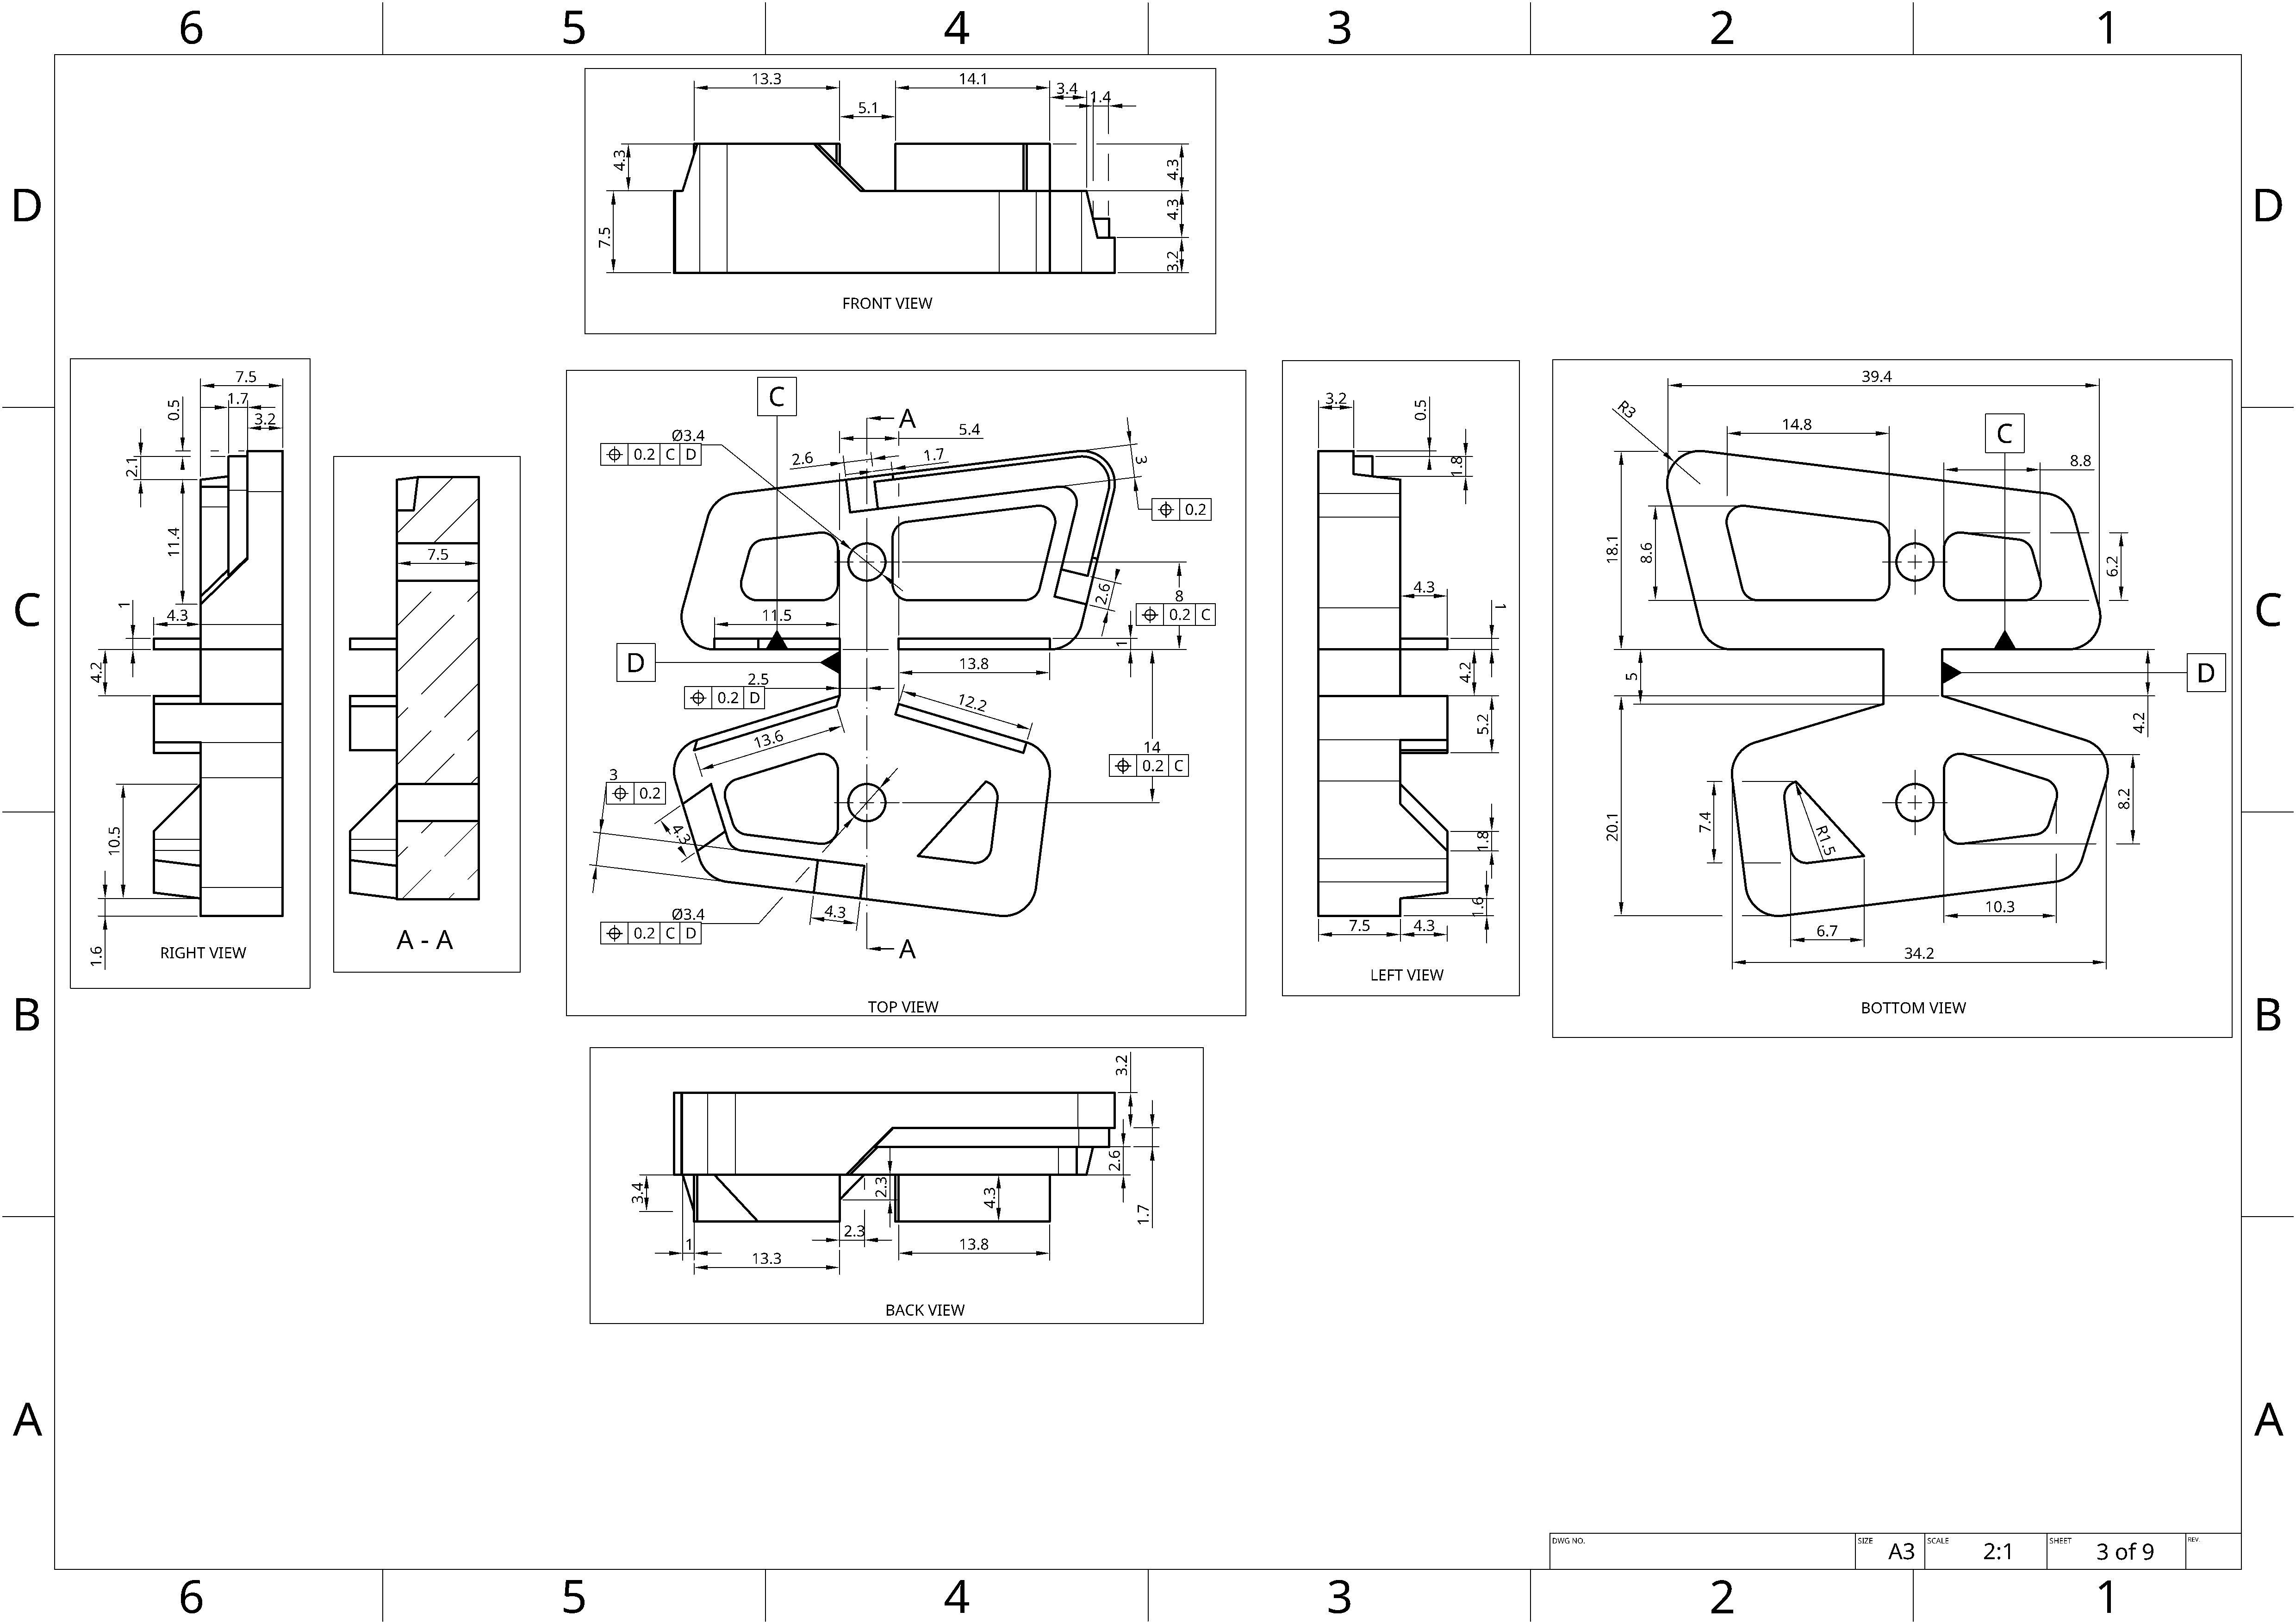 6 5 4 3 2 1
D D
C C
B B
A A
13.3 14.1
3.4 1.4
5.1
4.3 4.3
4.3
7.5 3.2
FRONT VIEW
7.5
0.5 1.7
3.2
2.1
11.4
1 4.3
4.2
10.5
1.6
RIGHT VIEW
7.5
A - A
C
A
Ø3.4 5.4
⌖ 0.2 C D
2.6 1.7
3
⌖ 0.2
2.6
8
⌖ 0.2 C
11.5
1
D
13.8
2.5
⌖ 0.2 D
12.2
13.6
14
⌖ 0.2 C
3
⌖ 0.2
4.3
Ø3.4 4.3
⌖ 0.2 C D
A
TOP VIEW
3.2 0.5
1.8
4.3 1
4.2
5.2
1.8
1.6
7.5 4.3
LEFT VIEW
39.4
R3
14.8 C
8.8
18.1 8.6 6.2
5 D
4.2
20.1 7.4 R1.5 8.2
10.3
6.7
34.2
BOTTOM VIEW
3.2
2.6
3.4 2.3 4.3
1.7
2.3
1 13.8
13.3
BACK VIEW
DWG NO. SIZE A3 SCALE 2:1 SHEET 3 of 9 REV.
6 5 4 3 2 1